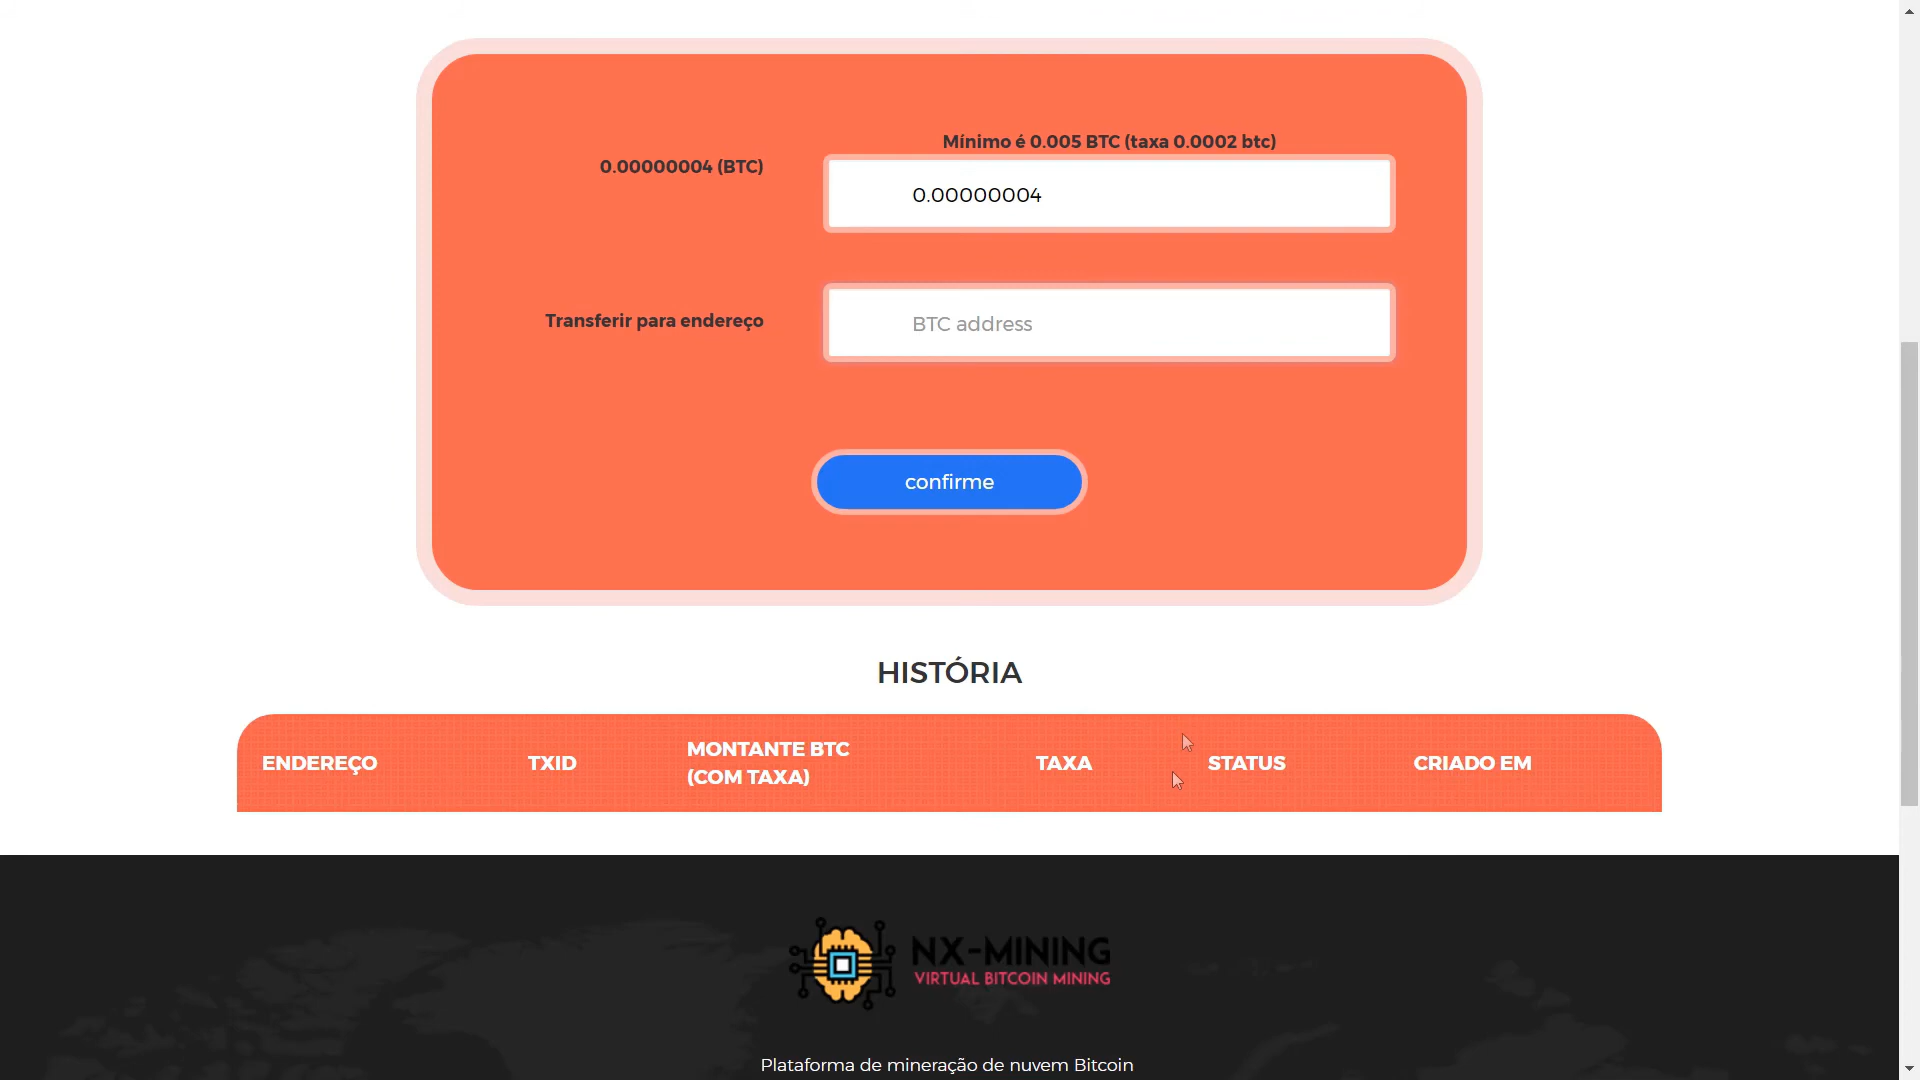 Mínimo é 0.005 BTC (taxa 0.0002 btc)
0.00000004 (BTC)
0.00000004
Transferir para endereço
BTC address
confirme
HISTÓRIA
ENDEREÇO TXID MONTANTE BTC (COM TAXA) TAXA STATUS CRIADO EM
NX-MINING
VIRTUAL BITCOIN MINING
Plataforma de mineração de nuvem Bitcoin